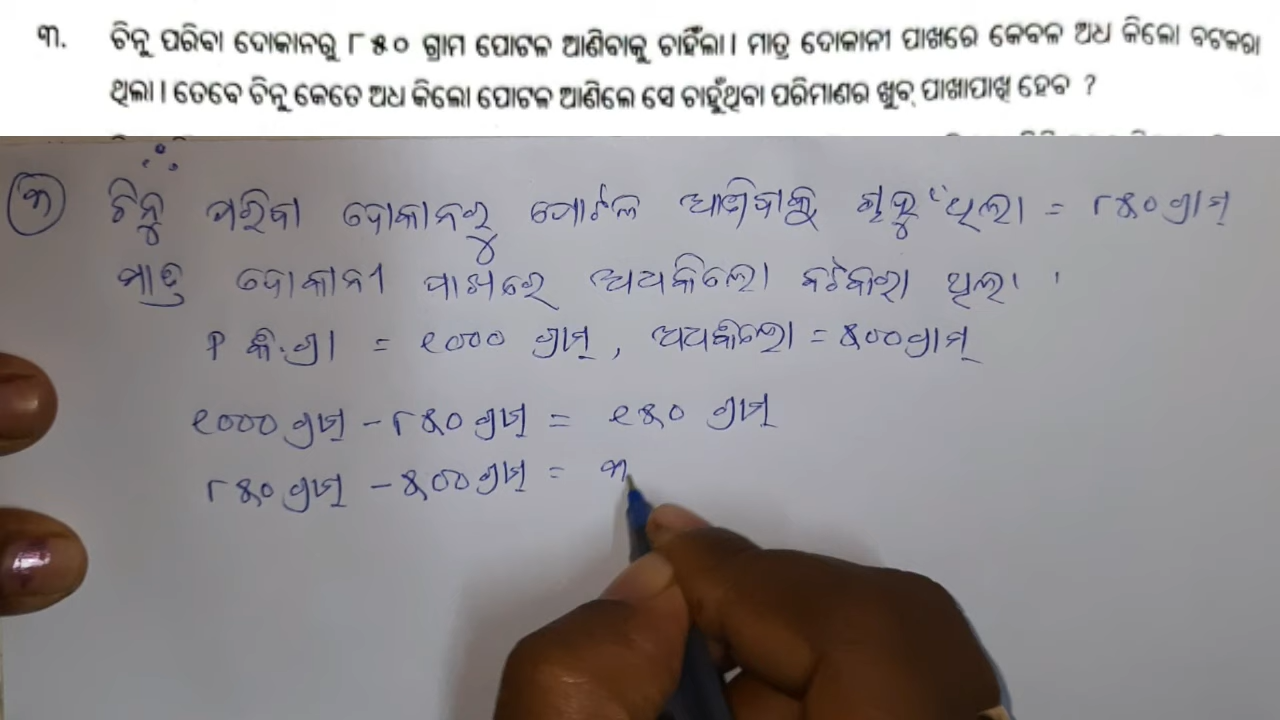 ୩. ଚିନୁ ପରିବା ଦୋକାନରୁ ୮୫୦ ଗ୍ରାମ ପୋଟଳ ଆଣିବାକୁ ଚାହିଁଲା। ମାତ୍ର ଦୋକାନୀ ପାଖରେ କେବଳ ଅଧ କିଲୋ ବଟକରା
ଥିଲା। ତେବେ ଚିନୁ କେତେ ଅଧ କିଲୋ ପୋଟଳ ଆଣିଲେ ସେ ଚାହୁଁଥିବା ପରିମାଣର ଖୁବ୍ ପାଖାପାଖି ହେବ ?
୩ ଚିନୁ ପରିବା ଦୋକାନରୁ ପୋଟଳ ଆଣିବାକୁ ଚାହୁଁଥିଲା = ୮୫୦ ଗ୍ରାମ୍
ମାତ୍ର ଦୋକାନୀ ପାଖରେ ଅଧକିଲୋ ବଟକରା ଥିଲା ।
୧ କି.ଗ୍ରା = ୧୦୦୦ ଗ୍ରାମ୍, ଅଧକିଲୋ = ୫୦୦ଗ୍ରାମ୍
୧୦୦୦ ଗ୍ରାମ୍ - ୮୫୦ ଗ୍ରାମ୍ = ୧୫୦ ଗ୍ରାମ୍
୮୫୦ ଗ୍ରାମ୍ - ୫୦୦ ଗ୍ରାମ୍ = ୩